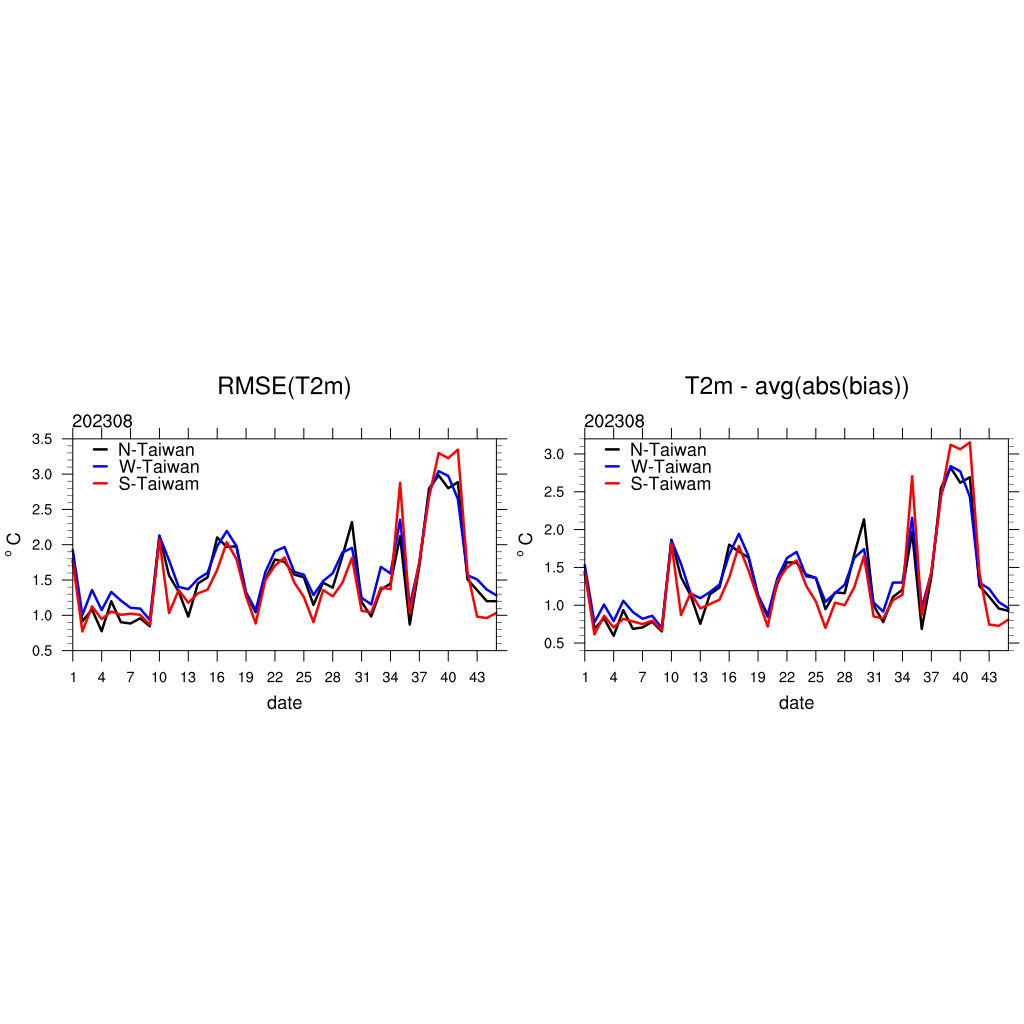 RMSE(T2m)
202308
N-Taiwan
W-Taiwan
S-Taiwam
3.5
3.0
2.5
2.0
1.5
1.0
0.5
° C
1 4 7 10 13 16 19 22 25 28 31 34 37 40 43
date
T2m - avg(abs(bias))
202308
N-Taiwan
W-Taiwan
S-Taiwam
3.0
2.5
2.0
1.5
1.0
0.5
° C
1 4 7 10 13 16 19 22 25 28 31 34 37 40 43
date